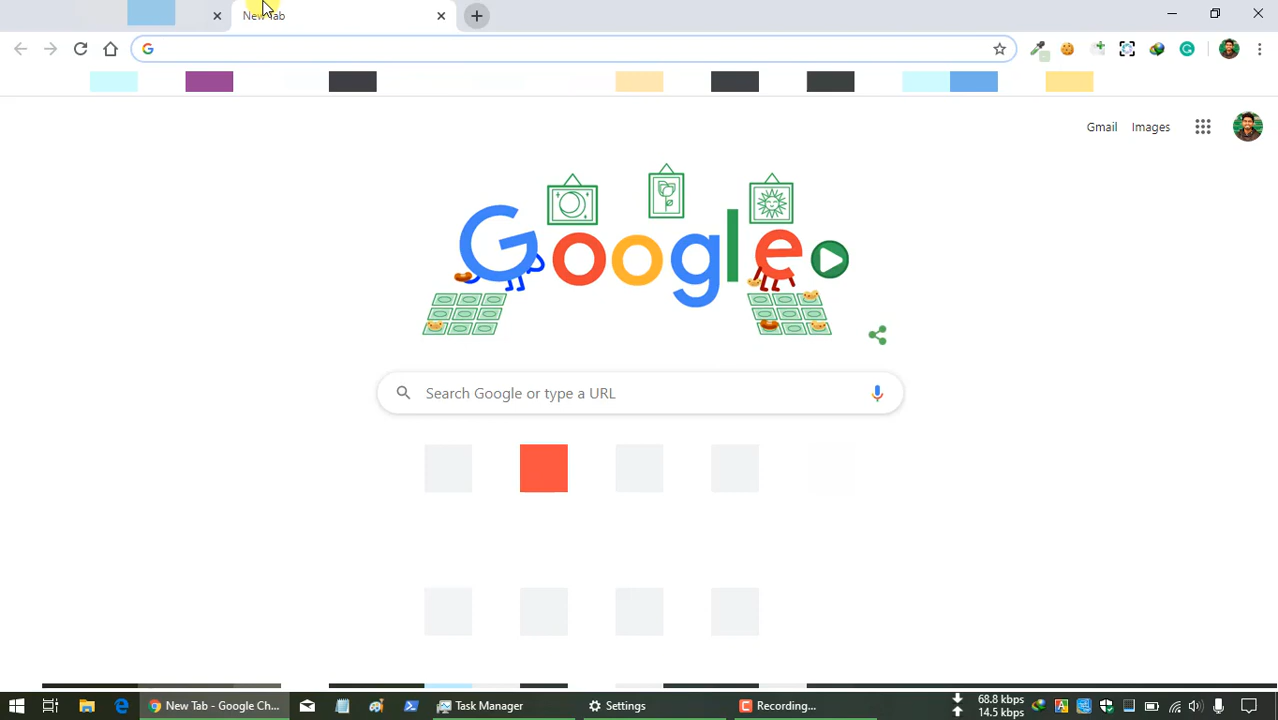 New Tab
Gmail Images
Google
Search Google or type a URL
New Tab - Google Ch...
Task Manager
Settings
Recording...
68.8 kbps
14.5 kbps